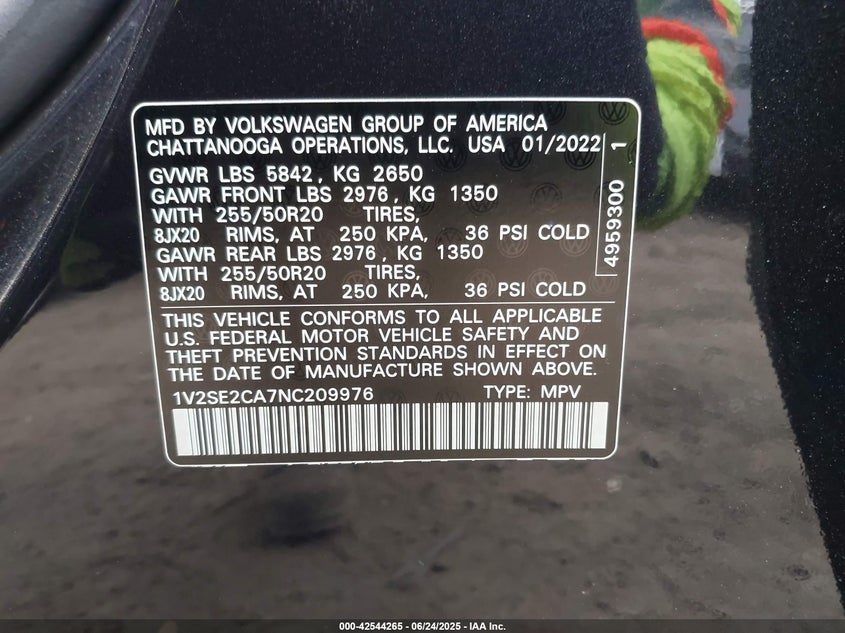 MFD BY VOLKSWAGEN GROUP OF AMERICA
CHATTANOOGA OPERATIONS, LLC. USA 01/2022
GVWR LBS 5842, KG 2650
GAWR FRONT LBS 2976, KG 1350
WITH 255/50R20 TIRES,
8JX20 RIMS, AT 250 KPA, 36 PSI COLD
GAWR REAR LBS 2976, KG 1350
WITH 255/50R20 TIRES,
8JX20 RIMS, AT 250 KPA, 36 PSI COLD
4959300 1
THIS VEHICLE CONFORMS TO ALL APPLICABLE
U.S. FEDERAL MOTOR VEHICLE SAFETY AND
THEFT PREVENTION STANDARDS IN EFFECT ON
THE DATE OF MANUFACTURE SHOWN ABOVE.
1V2SE2CA7NC209976 TYPE: MPV
000-42544265 - 06/24/2025 - IAA Inc.